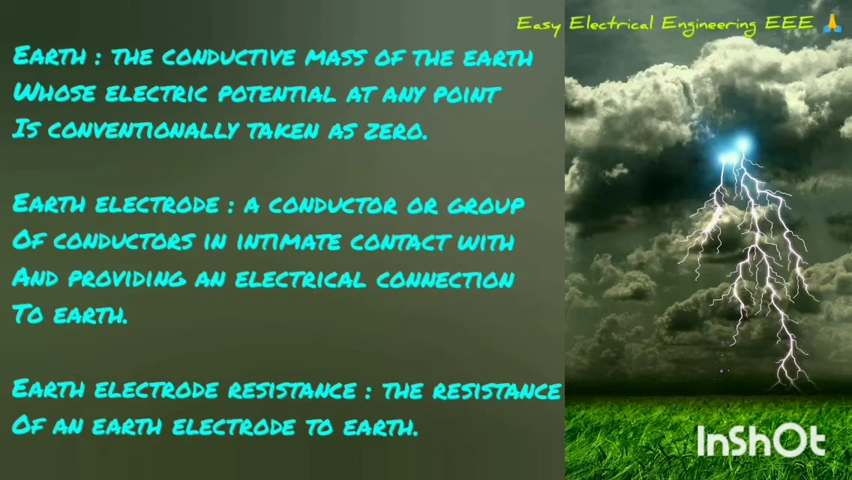 Easy Electrical Engineering EEE 🙏
Earth : the conductive mass of the earth
Whose electric potential at any point
Is conventionally taken as zero.
Earth electrode : a conductor or group
Of conductors in intimate contact with
And providing an electrical connection
To earth.
Earth electrode resistance : the resistance
Of an earth electrode to earth.
InShOt